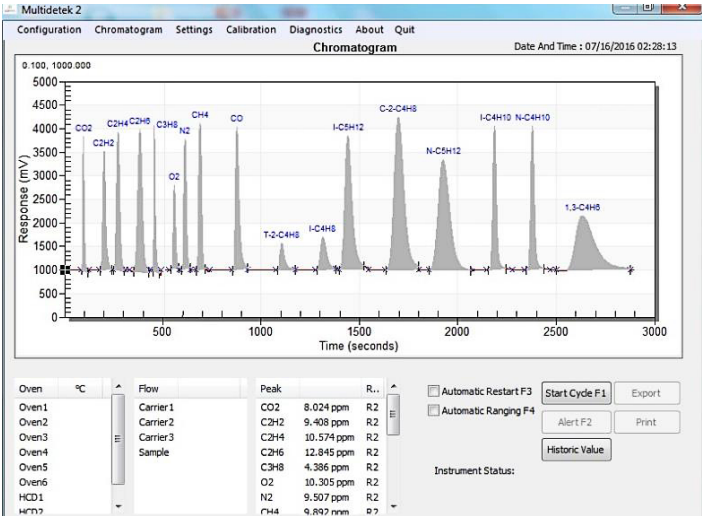 Multidetek 2
Configuration Chromatogram Settings Calibration Diagnostics About Quit
Chromatogram
Date And Time : 07/16/2016 02:28:13
0.100, 1000.000
Response (mV)
5000
4500
4000
3500
3000
2500
2000
1500
1000
500
0
CO2
C2H2
C2H4
C2H6
C3H8
O2
N2
CH4
CO
T-2-C4H8
I-C4H8
I-C5H12
C-2-C4H8
N-C5H12
I-C4H10
N-C4H10
1,3-C4H6
500 1000 1500 2000 2500 3000
Time (seconds)
Oven °C
Oven1
Oven2
Oven3
Oven4
Oven5
Oven6
HCD1
HCD2
Flow
Carrier1
Carrier2
Carrier3
Sample
Peak R..
CO2 8.024 ppm R2
C2H2 9.408 ppm R2
C2H4 10.574 ppm R2
C2H6 12.845 ppm R2
C3H8 4.386 ppm R2
O2 10.305 ppm R2
N2 9.507 ppm R2
CH4 9.892 ppm R2
Automatic Restart F3
Automatic Ranging F4
Start Cycle F1
Export
Alert F2
Print
Historic Value
Instrument Status: